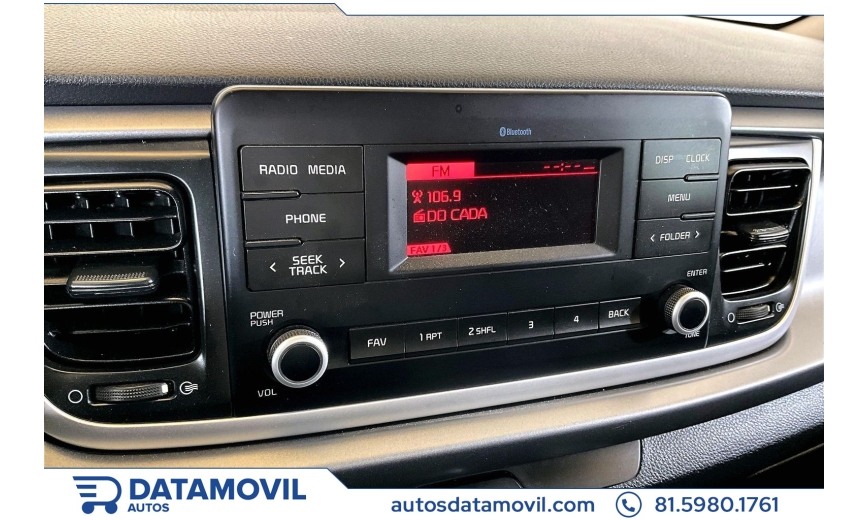 Bluetooth
RADIO MEDIA
PHONE
< SEEK TRACK >
POWER PUSH
VOL
FM --:-- _
106.9
DO CADA
FAV 1/3
DISP CLOCK
MENU
< FOLDER >
ENTER
TUNE
FAV 1 RPT 2 SHFL 3 4 BACK
DATAMOVIL
AUTOS
autosdatamovil.com 81.5980.1761